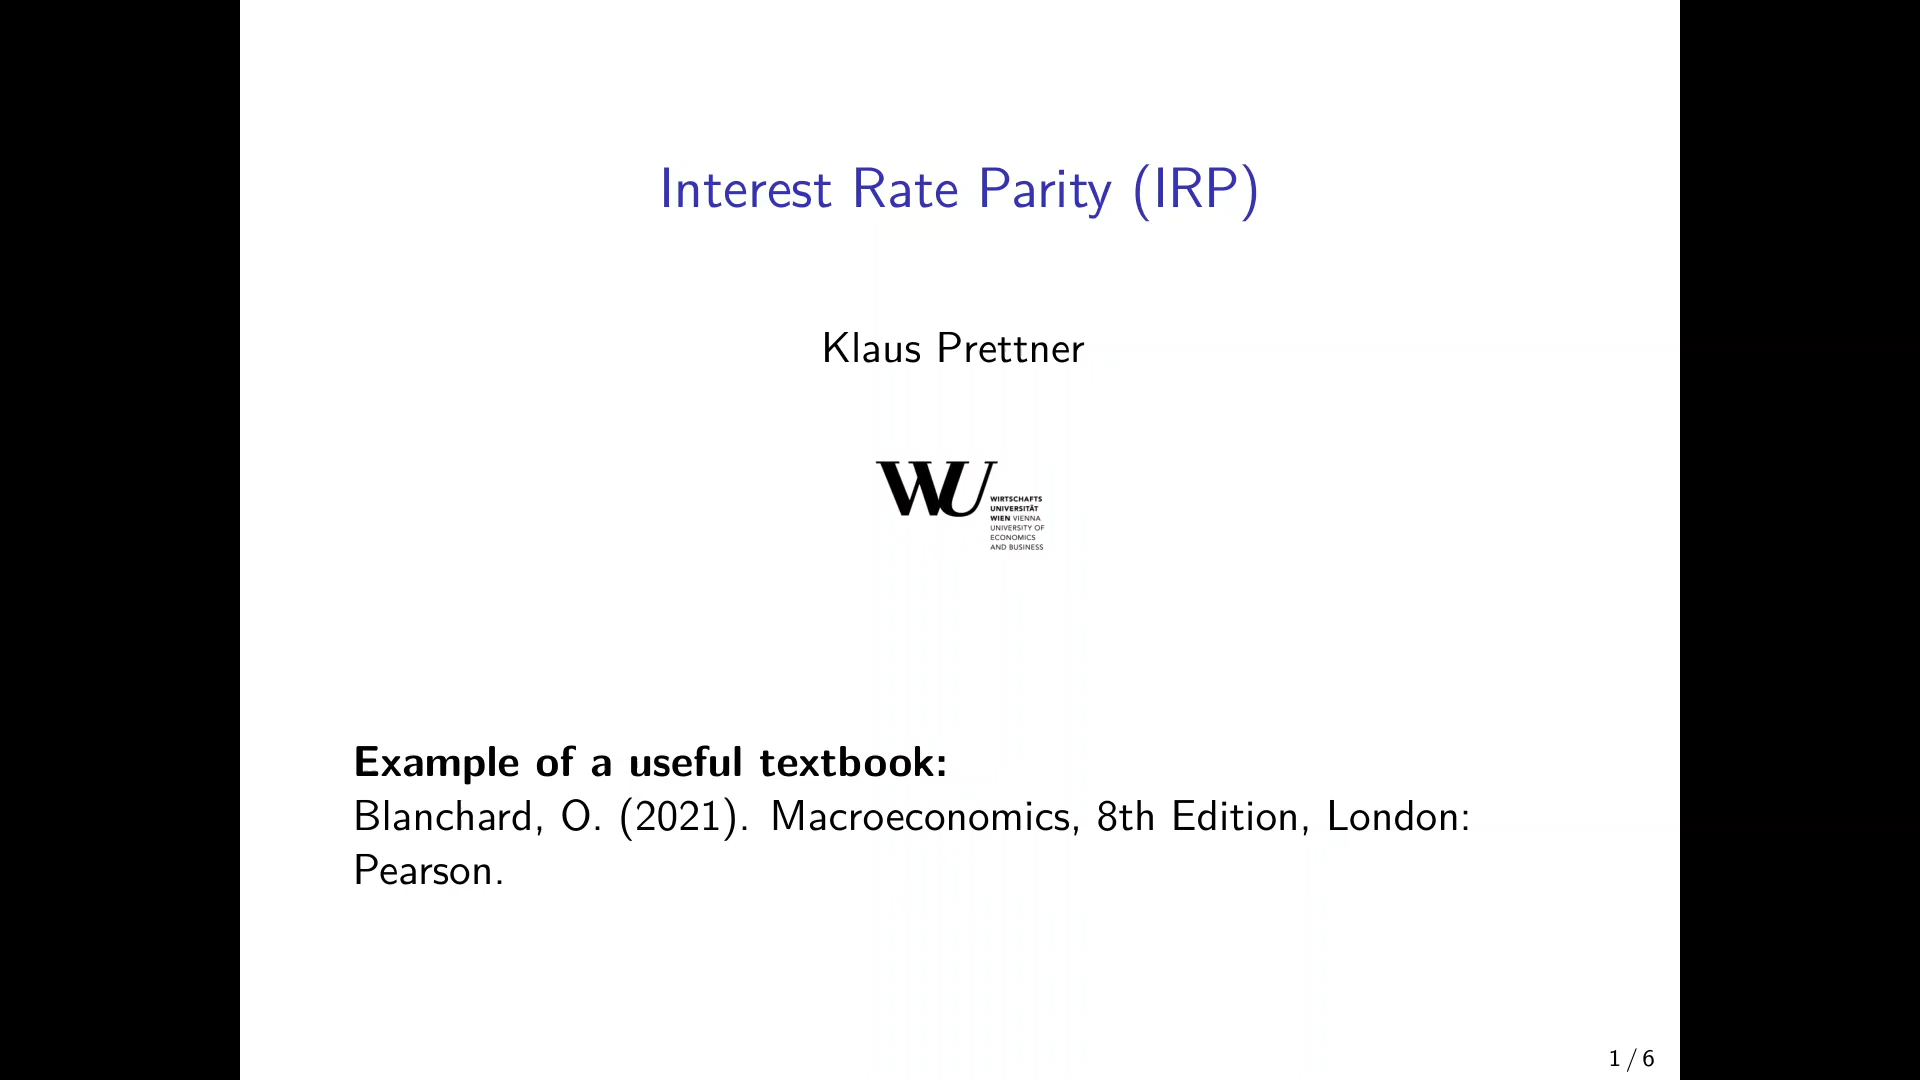 Interest Rate Parity (IRP)
Klaus Prettner
WU
WIRTSCHAFTS
UNIVERSITÄT
WIEN VIENNA
UNIVERSITY OF
ECONOMICS
AND BUSINESS
Example of a useful textbook:
Blanchard, O. (2021). Macroeconomics, 8th Edition, London:
Pearson.
1 / 6